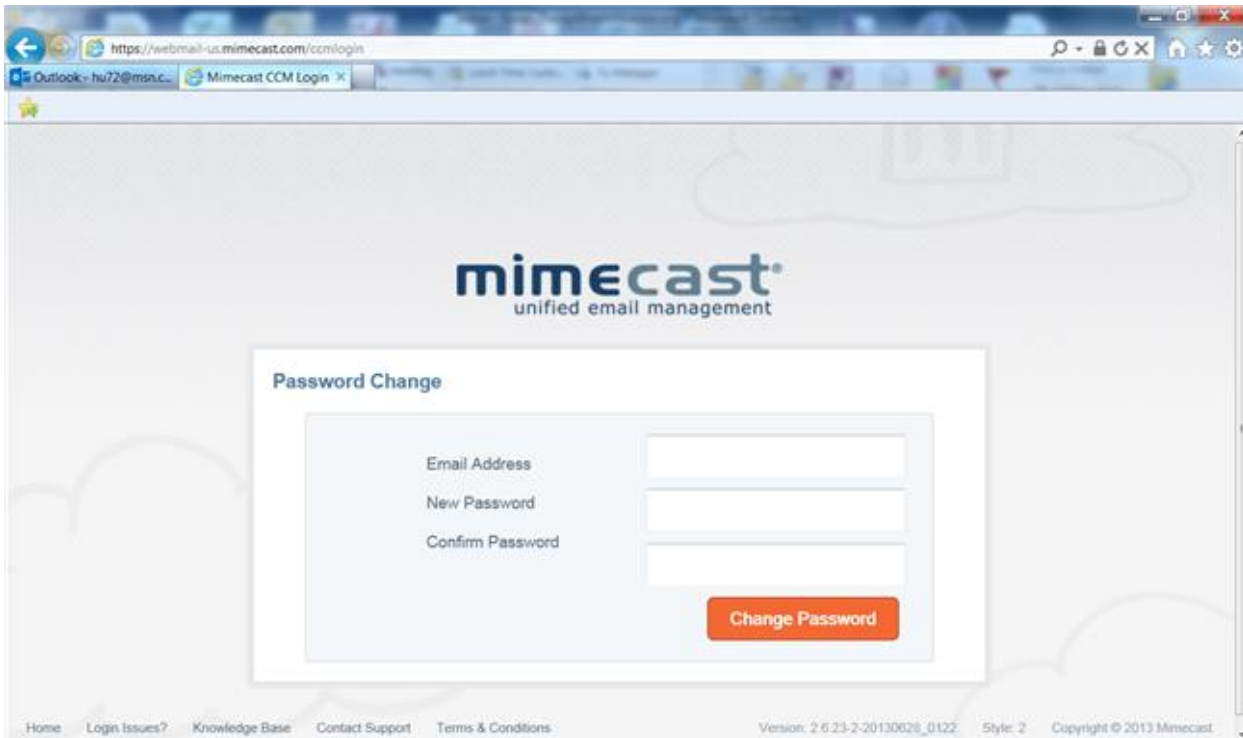 https://webmail-us.mimecast.com/ccmlogin
Outlook - hu72@msn.c...
Mimecast CCM Login
mimecast®
unified email management
Password Change
Email Address
New Password
Confirm Password
Change Password
Home Login Issues? Knowledge Base Contact Support Terms & Conditions Version: 2.6.23-2-20130628_0122 Style: 2 Copyright © 2013 Mimecast